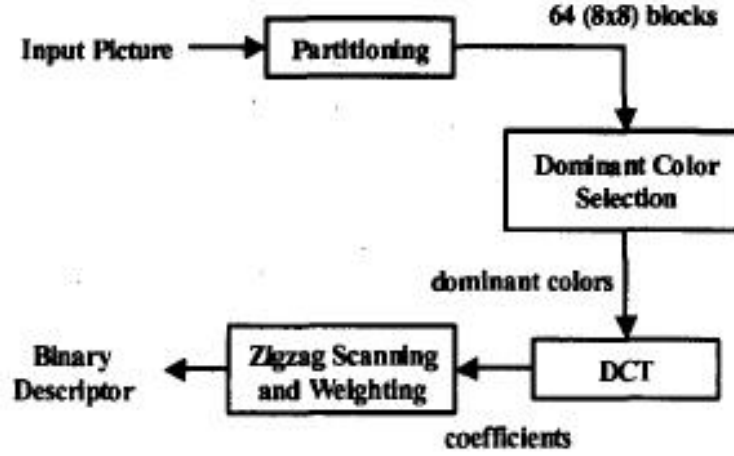 64 (8x8) blocks
Input Picture
Partitioning
Dominant Color
Selection
dominant colors
Binary
Descriptor
Zigzag Scanning
and Weighting
DCT
coefficients